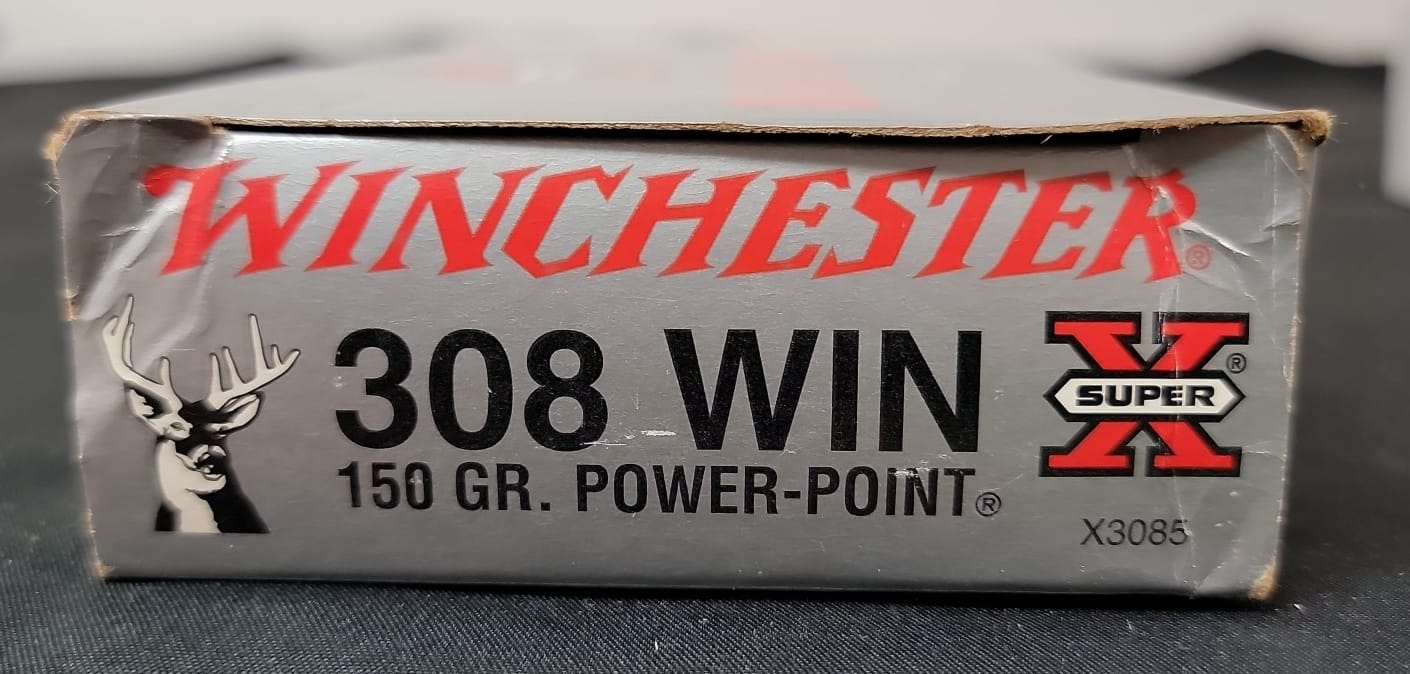 WINCHESTER®
308 WIN
150 GR. POWER-POINT®
X
SUPER
®
X3085